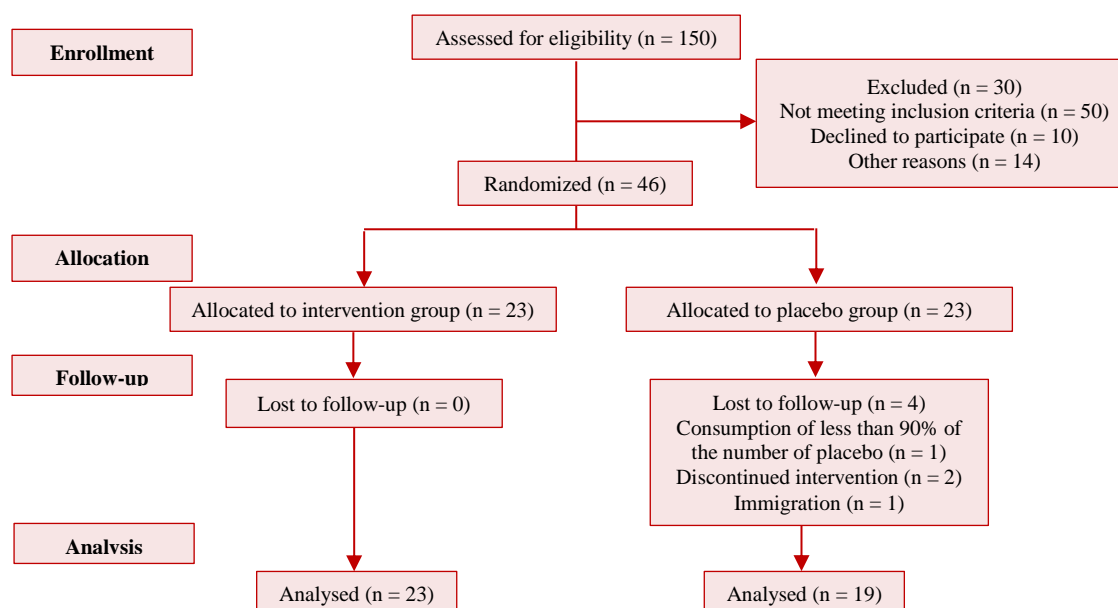 Enrollment
Assessed for eligibility (n = 150)
Excluded (n = 30)
Not meeting inclusion criteria (n = 50)
Declined to participate (n = 10)
Other reasons (n = 14)
Randomized (n = 46)
Allocation
Allocated to intervention group (n = 23)
Allocated to placebo group (n = 23)
Follow-up
Lost to follow-up (n = 0)
Lost to follow-up (n = 4)
Consumption of less than 90% of
the number of placebo (n = 1)
Discontinued intervention (n = 2)
Immigration (n = 1)
Analysis
Analysed (n = 23)
Analysed (n = 19)